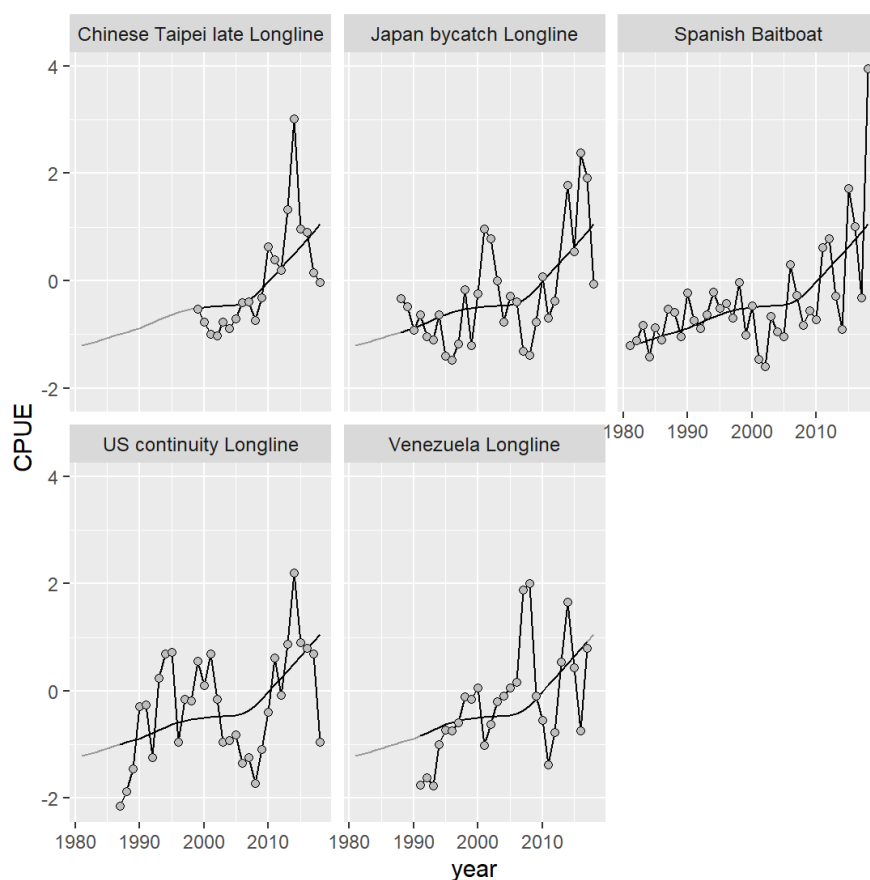 Chinese Taipei late Longline
Japan bycatch Longline
Spanish Baitboat
4
2
0
-2
1980 1990 2000 2010
US continuity Longline
Venezuela Longline
4
2
0
-2
1980 1990 2000 2010
1980 1990 2000 2010
CPUE
year